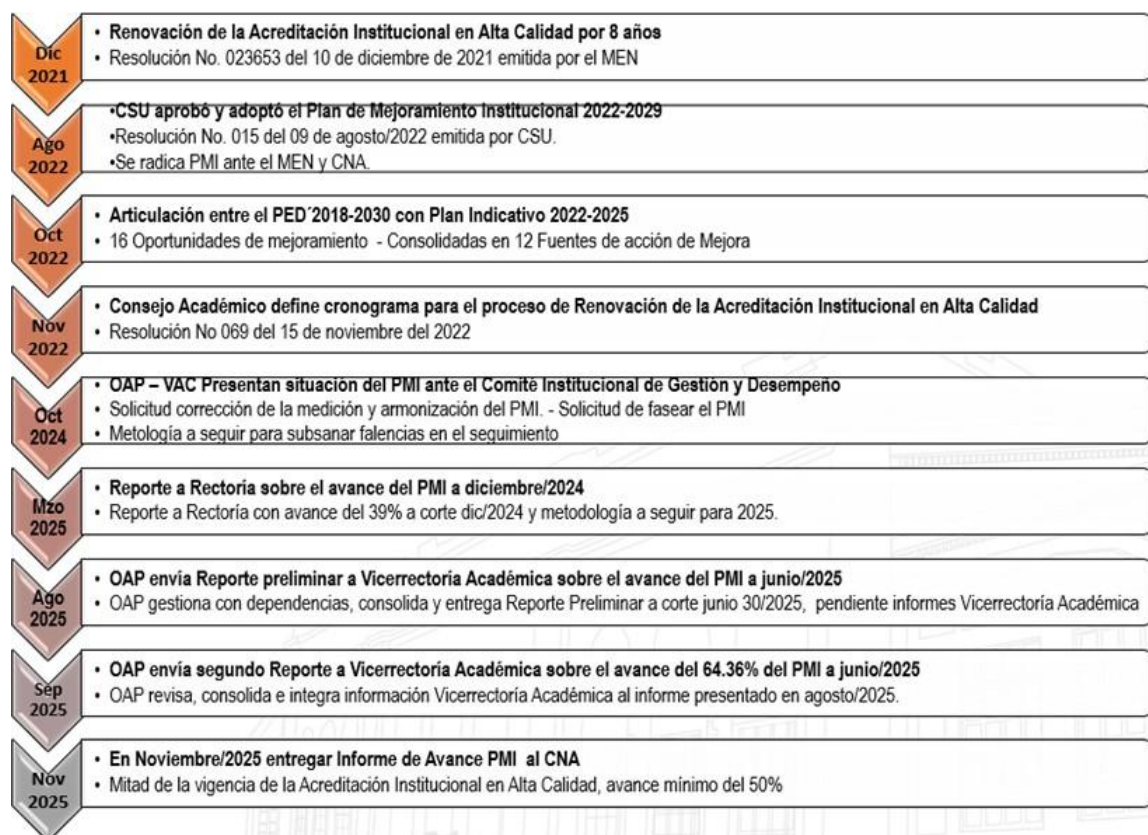 Dic
2021
• Renovación de la Acreditación Institucional en Alta Calidad por 8 años
• Resolución No. 023653 del 10 de diciembre de 2021 emitida por el MEN
Ago
2022
•CSU aprobó y adoptó el Plan de Mejoramiento Institucional 2022-2029
•Resolución No. 015 del 09 de agosto/2022 emitida por CSU.
•Se radica PMI ante el MEN y CNA.
Oct
2022
• Articulación entre el PED´2018-2030 con Plan Indicativo 2022-2025
• 16 Oportunidades de mejoramiento - Consolidadas en 12 Fuentes de acción de Mejora
Nov
2022
• Consejo Académico define cronograma para el proceso de Renovación de la Acreditación Institucional en Alta Calidad
• Resolución No 069 del 15 de noviembre del 2022
Oct
2024
• OAP – VAC Presentan situación del PMI ante el Comité Institucional de Gestión y Desempeño
• Solicitud corrección de la medición y armonización del PMI. - Solicitud de fasear el PMI
• Metología a seguir para subsanar falencias en el seguimiento
Mzo
2025
• Reporte a Rectoría sobre el avance del PMI a diciembre/2024
• Reporte a Rectoría con avance del 39% a corte dic/2024 y metodología a seguir para 2025.
Ago
2025
• OAP envía Reporte preliminar a Vicerrectoría Académica sobre el avance del PMI a junio/2025
• OAP gestiona con dependencias, consolida y entrega Reporte Preliminar a corte junio 30/2025, pendiente informes Vicerrectoría Académica
Sep
2025
• OAP envía segundo Reporte a Vicerrectoría Académica sobre el avance del 64.36% del PMI a junio/2025
• OAP revisa, consolida e integra información Vicerrectoría Académica al informe presentado en agosto/2025.
Nov
2025
• En Noviembre/2025 entregar Informe de Avance PMI al CNA
• Mitad de la vigencia de la Acreditación Institucional en Alta Calidad, avance mínimo del 50%